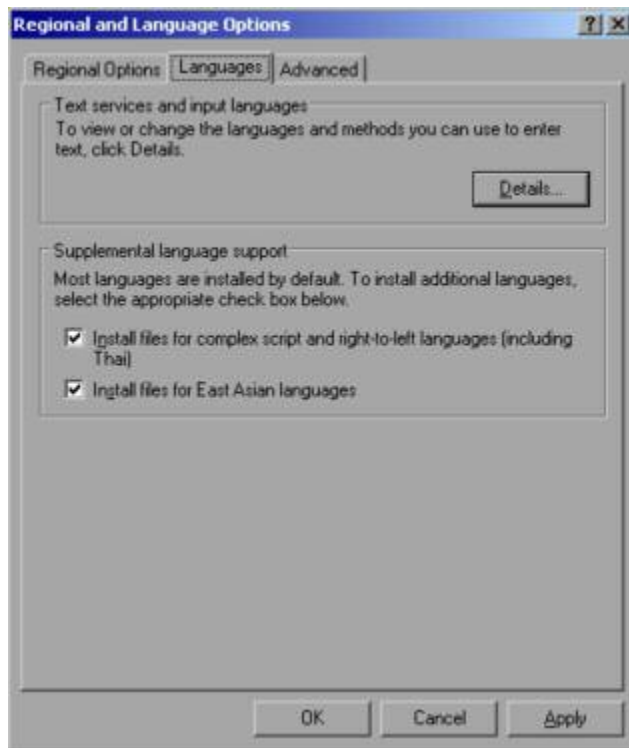 Regional and Language Options
Regional Options Languages Advanced
Text services and input languages
To view or change the languages and methods you can use to enter
text, click Details.
Details...
Supplemental language support
Most languages are installed by default. To install additional languages,
select the appropriate check box below.
Install files for complex script and right-to-left languages (including
Thai)
Install files for East Asian languages
OK Cancel Apply